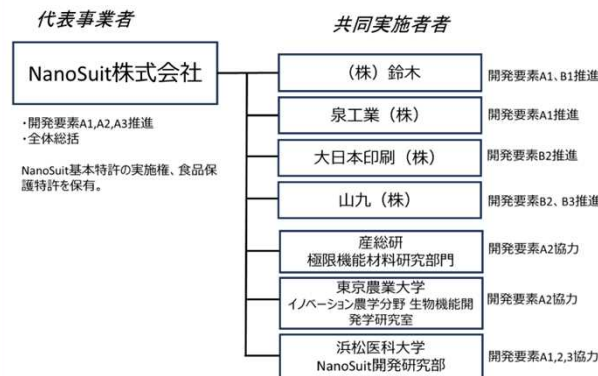 代表事業者
共同実施者者
NanoSuit株式会社
・開発要素A1,A2,A3推進
・全体総括
NanoSuit基本特許の実施権、食品保
護特許を保有。
(株)鈴木
開発要素A1、B1推進
泉工業(株)
開発要素A1推進
大日本印刷(株)
開発要素B2推進
山九(株)
開発要素B2、B3推進
産総研
極限機能材料研究部門
開発要素A2協力
東京農業大学
イノベーション農学分野 生物機能開
発学研究室
開発要素A2協力
浜松医科大学
NanoSuit開発研究部
開発要素A1,2,3協力